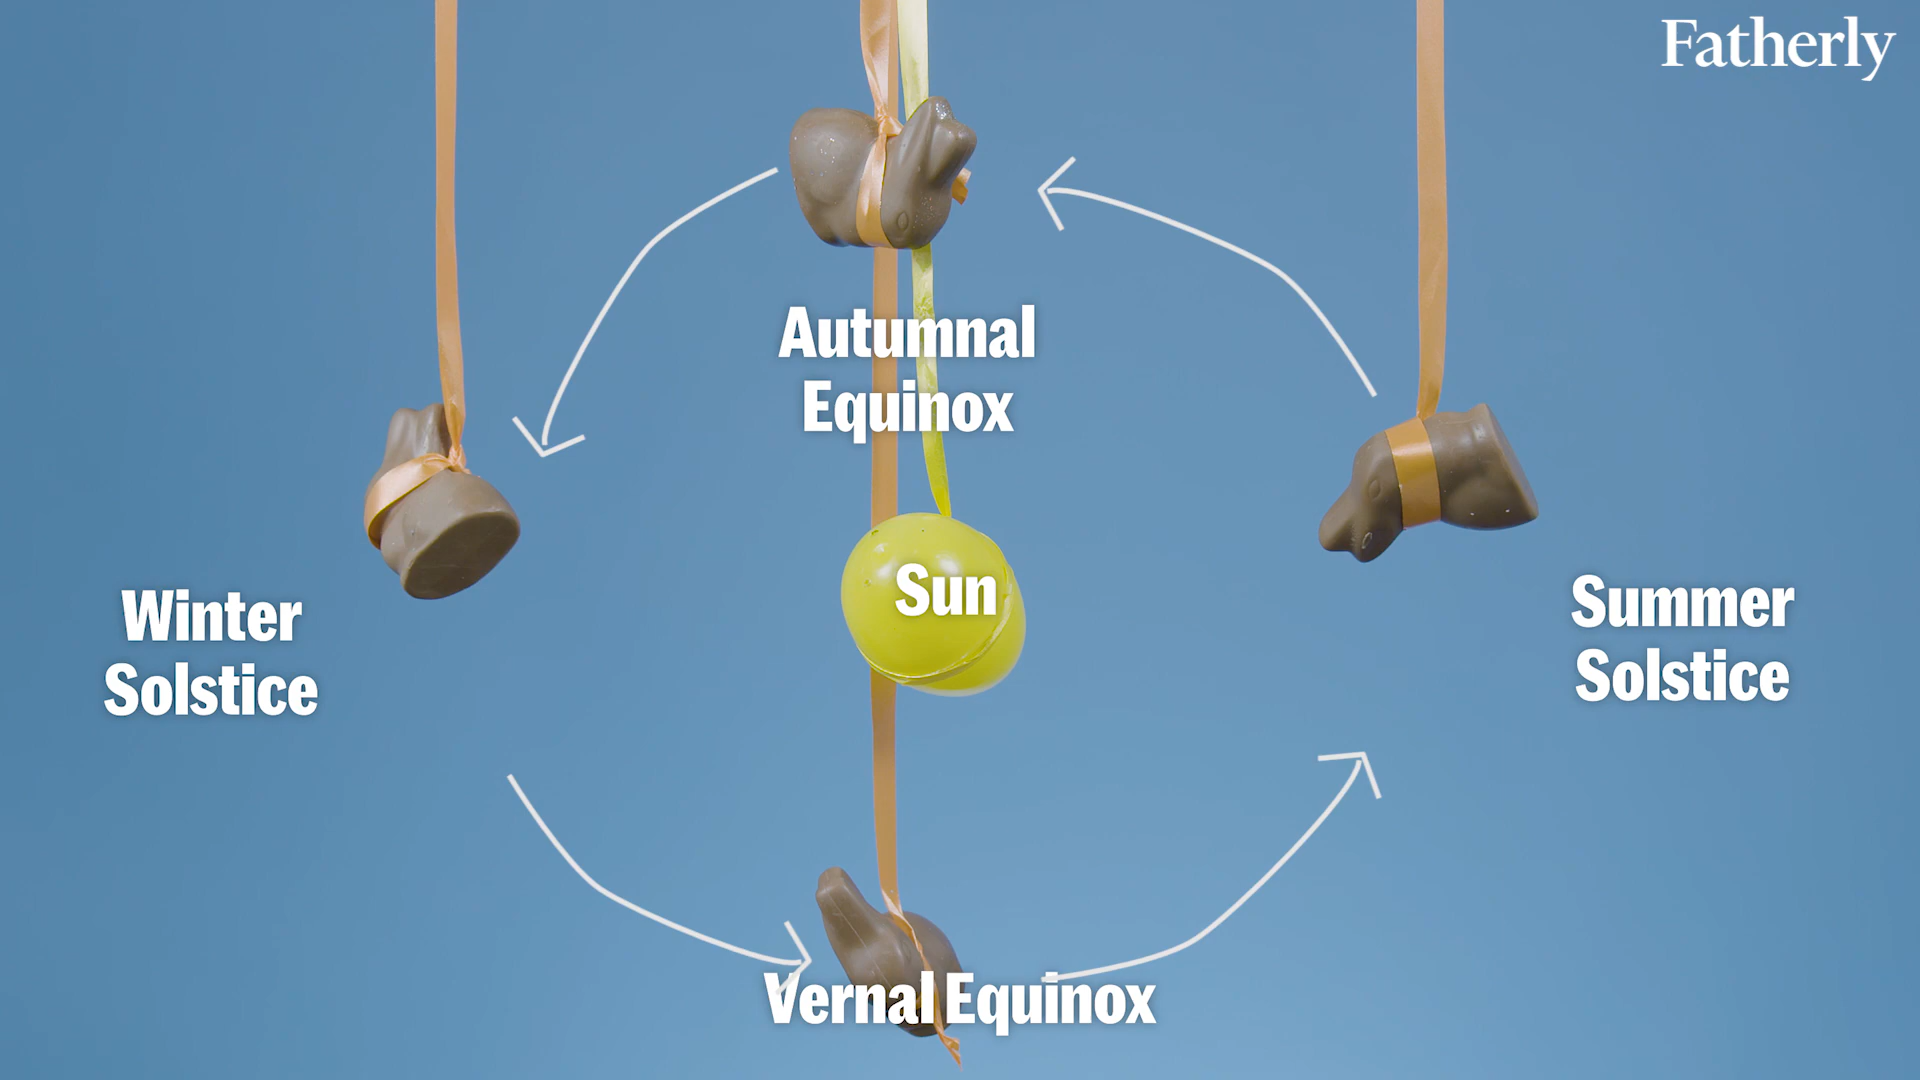 Fatherly
Autumnal
Equinox
Sun
Winter
Solstice
Summer
Solstice
Vernal Equinox